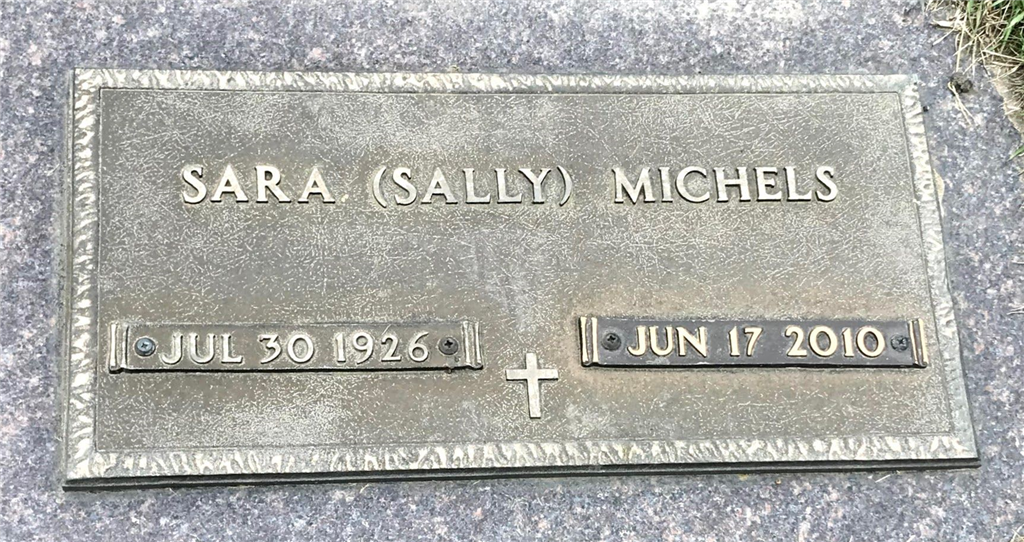 SARA (SALLY) MICHELS
JUL 30 1926
JUN 17 2010